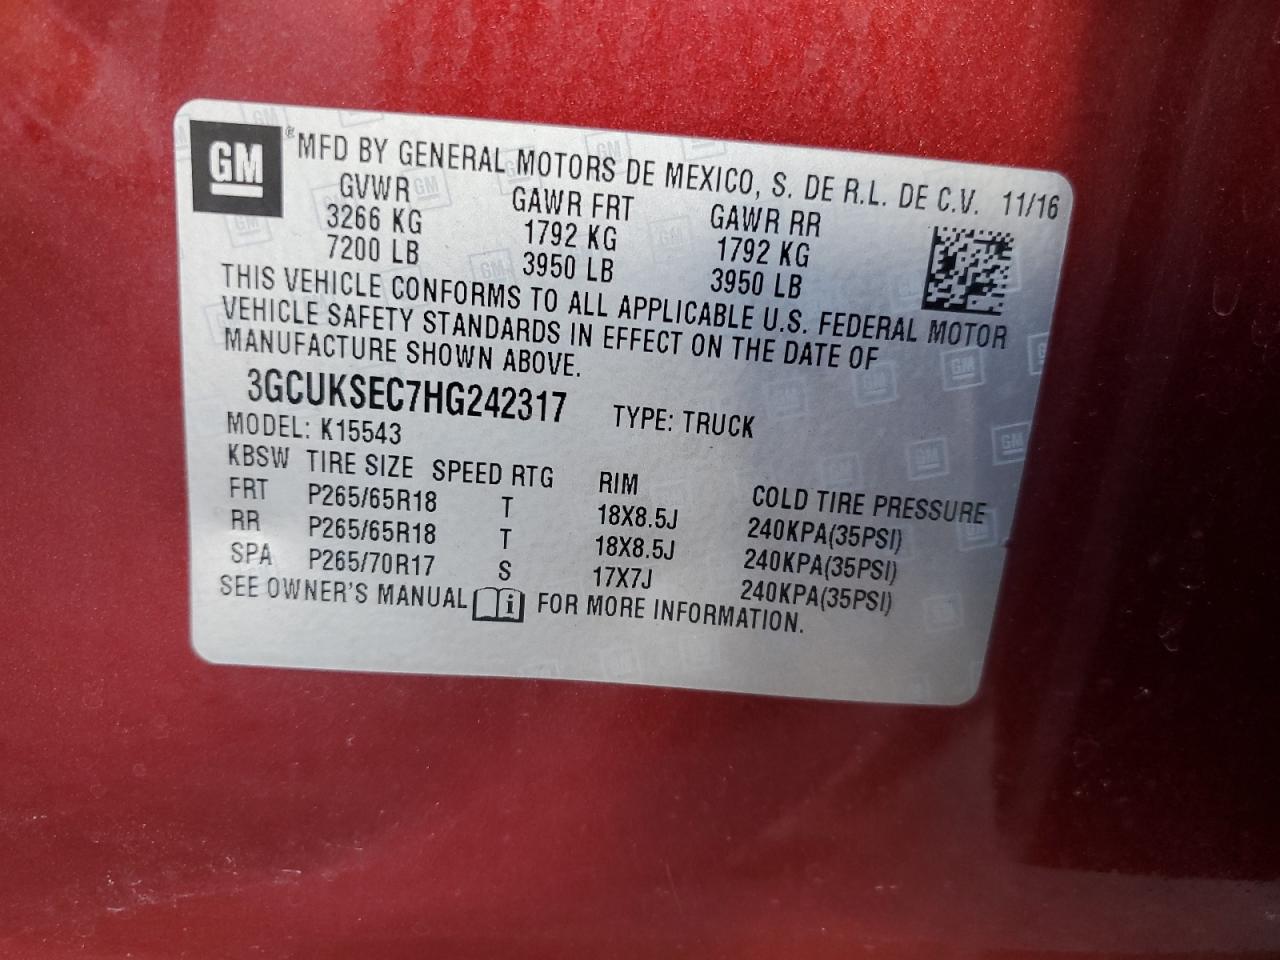 GM ® MFD BY GENERAL MOTORS DE MEXICO, S. DE R.L. DE C.V. 11/16
GVWR GAWR FRT GAWR RR
3266 KG 1792 KG 1792 KG
7200 LB 3950 LB 3950 LB
THIS VEHICLE CONFORMS TO ALL APPLICABLE U.S. FEDERAL MOTOR
VEHICLE SAFETY STANDARDS IN EFFECT ON THE DATE OF
MANUFACTURE SHOWN ABOVE.
3GCUKSEC7HG242317 TYPE: TRUCK
MODEL: K15543
KBSW TIRE SIZE SPEED RTG RIM COLD TIRE PRESSURE
FRT P265/65R18 T 18X8.5J 240KPA(35PSI)
RR P265/65R18 T 18X8.5J 240KPA(35PSI)
SPA P265/70R17 S 17X7J 240KPA(35PSI)
SEE OWNER'S MANUAL i FOR MORE INFORMATION.